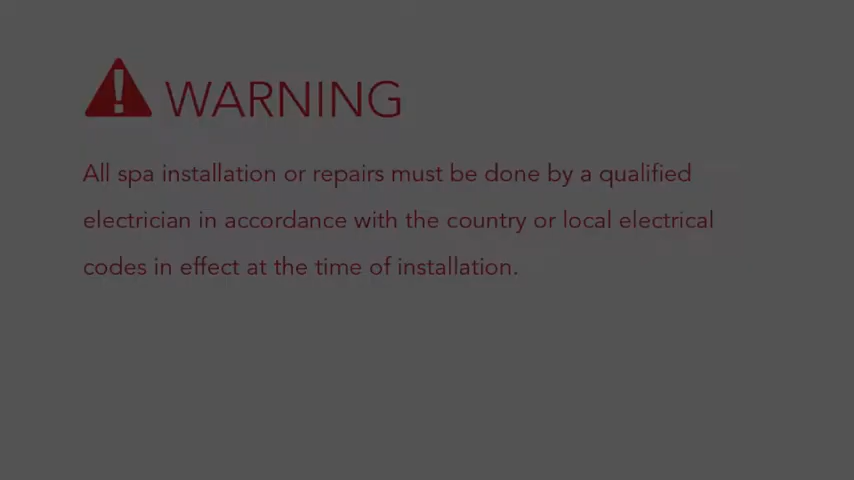 WARNING
All spa installation or repairs must be done by a qualified
electrician in accordance with the country or local electrical
codes in effect at the time of installation.